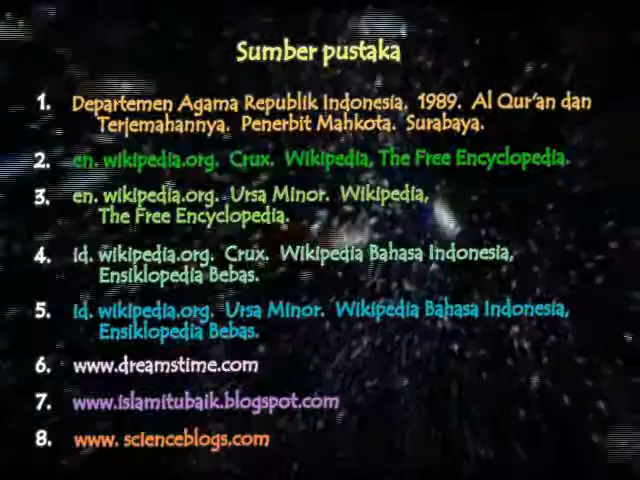 Sumber pustaka
1. Departemen Agama Republik Indonesia. 1989. Al Qur'an dan
Terjemahannya. Penerbit Mahkota. Surabaya.
2. en. wikipedia.org. Crux. Wikipedia, The Free Encyclopedia.
3. en. wikipedia.org. Ursa Minor. Wikipedia,
The Free Encyclopedia.
4. id. wikipedia.org. Crux. Wikipedia Bahasa Indonesia,
Ensiklopedia Bebas.
5. id. wikipedia.org. Ursa Minor. Wikipedia Bahasa Indonesia,
Ensiklopedia Bebas.
6. www.dreamstime.com
7. www.islamitubaik.blogspot.com
8. www. scienceblogs.com